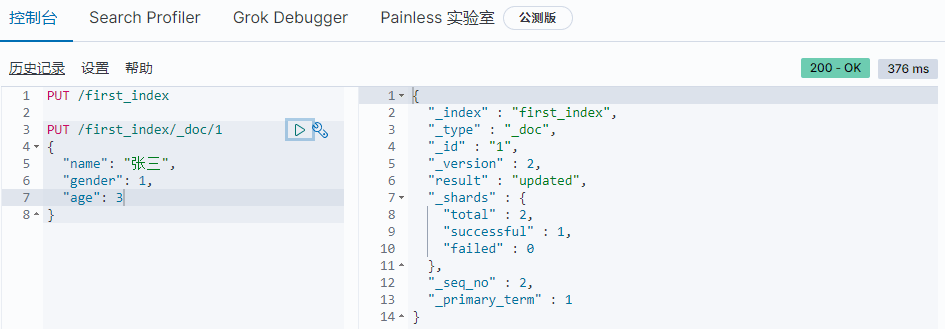 控制台 Search Profiler Grok Debugger Painless 实验室 公测版
历史记录 设置 帮助 200 - OK 376 ms
1 PUT /first_index
2
3 PUT /first_index/_doc/1
4 {
5 "name": "张三",
6 "gender": 1,
7 "age": 3
8 }
1 {
2 "_index" : "first_index",
3 "_type" : "_doc",
4 "_id" : "1",
5 "_version" : 2,
6 "result" : "updated",
7 "_shards" : {
8 "total" : 2,
9 "successful" : 1,
10 "failed" : 0
11 },
12 "_seq_no" : 2,
13 "_primary_term" : 1
14 }